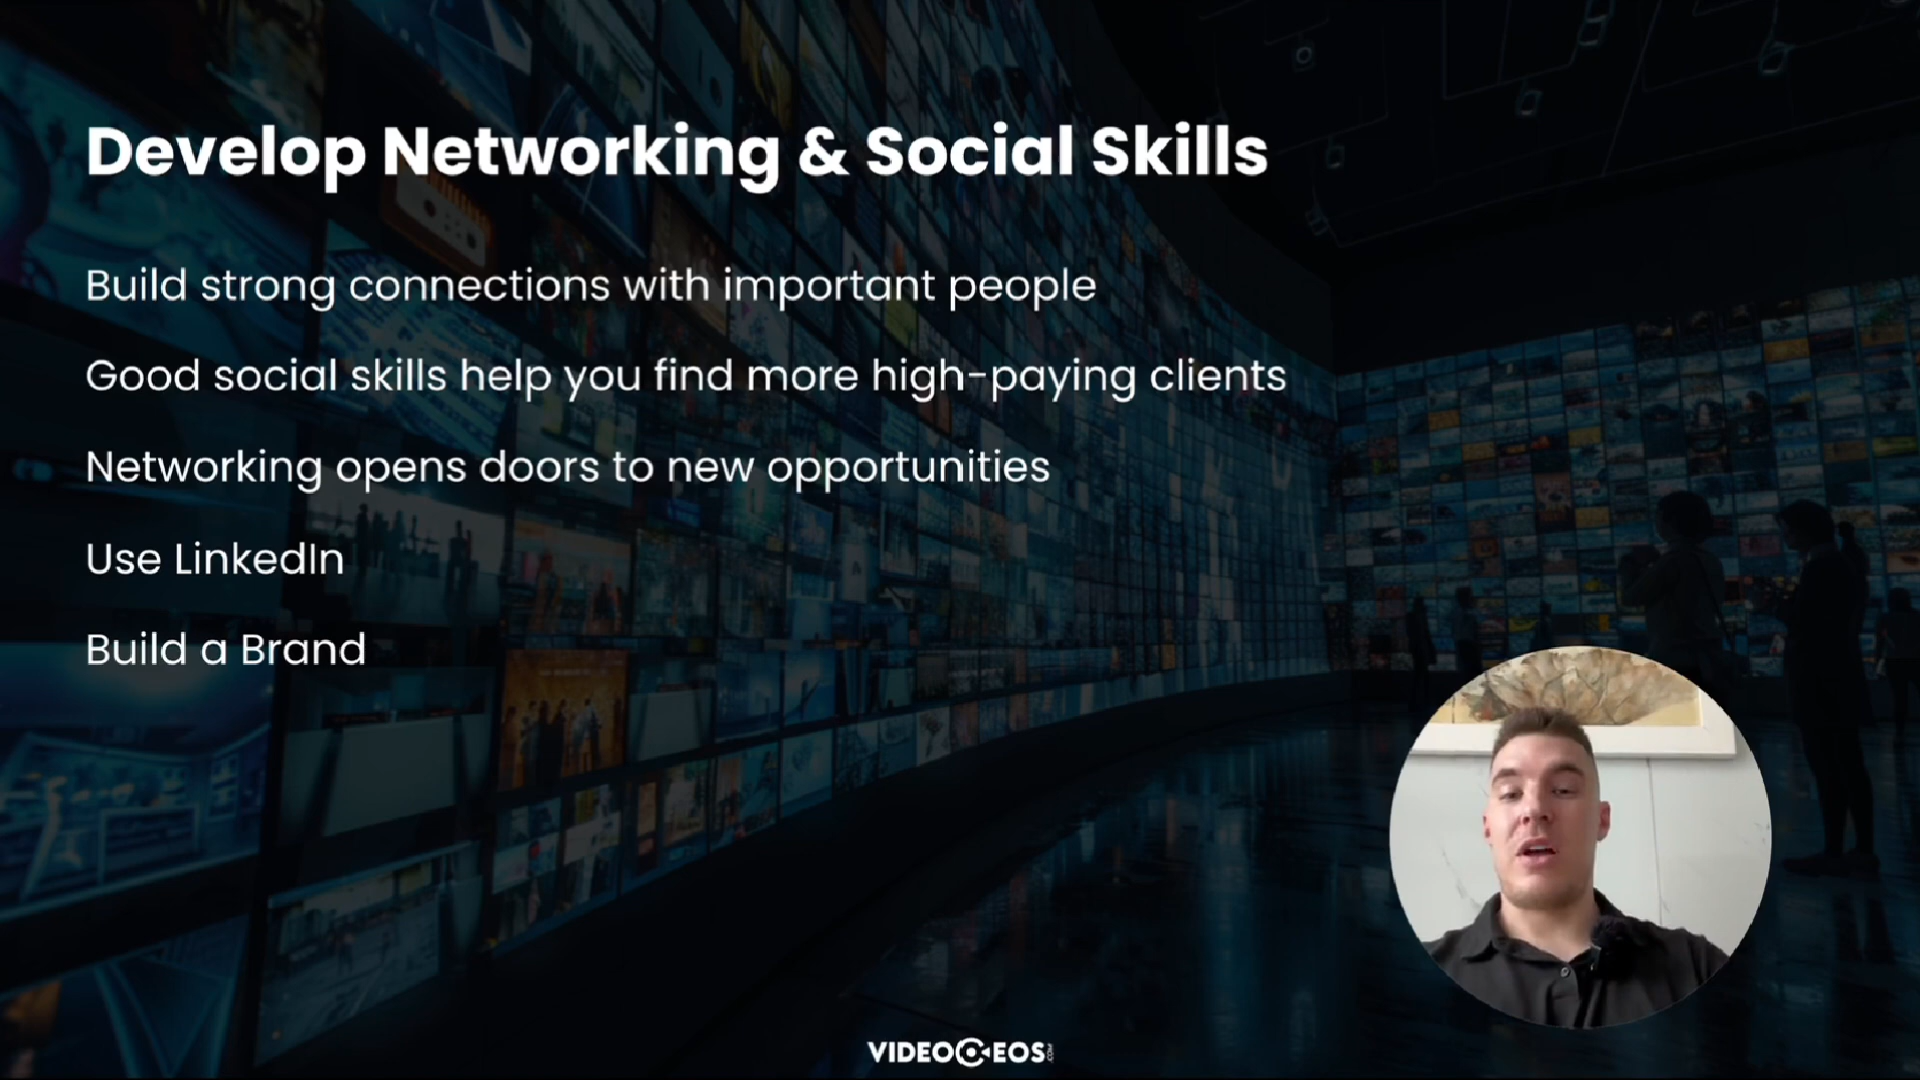 Develop Networking & Social Skills
Build strong connections with important people
Good social skills help you find more high-paying clients
Networking opens doors to new opportunities
Use LinkedIn
Build a Brand
VIDEOCEOS